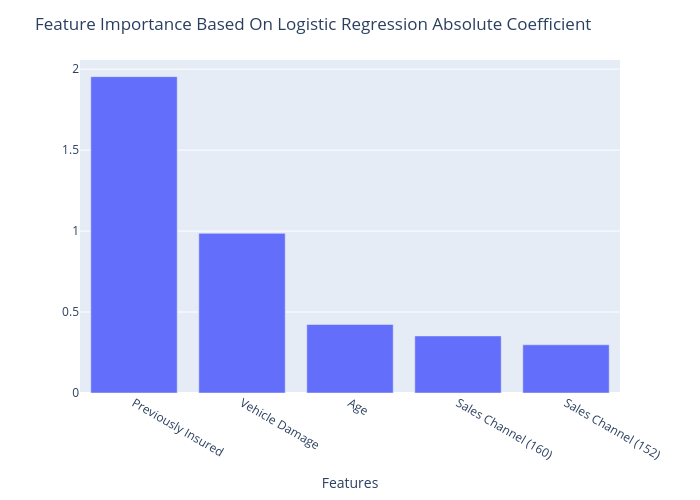 Feature Importance Based On Logistic Regression Absolute Coefficient
2
1.5
1
0.5
0
Previously Insured
Vehicle Damage
Age
Sales Channel (160)
Sales Channel (152)
Features